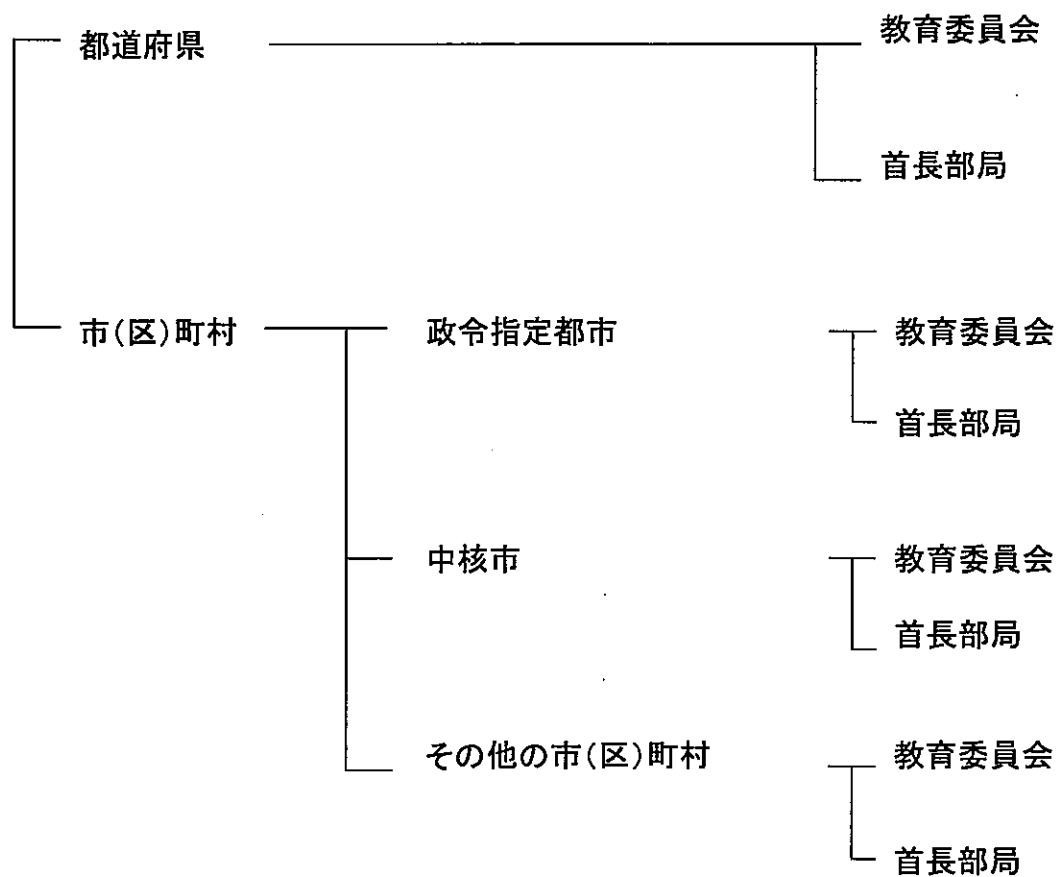 都道府県
教育委員会
首長部局
市(区)町村
政令指定都市
教育委員会
首長部局
中核市
教育委員会
首長部局
その他の市(区)町村
教育委員会
首長部局